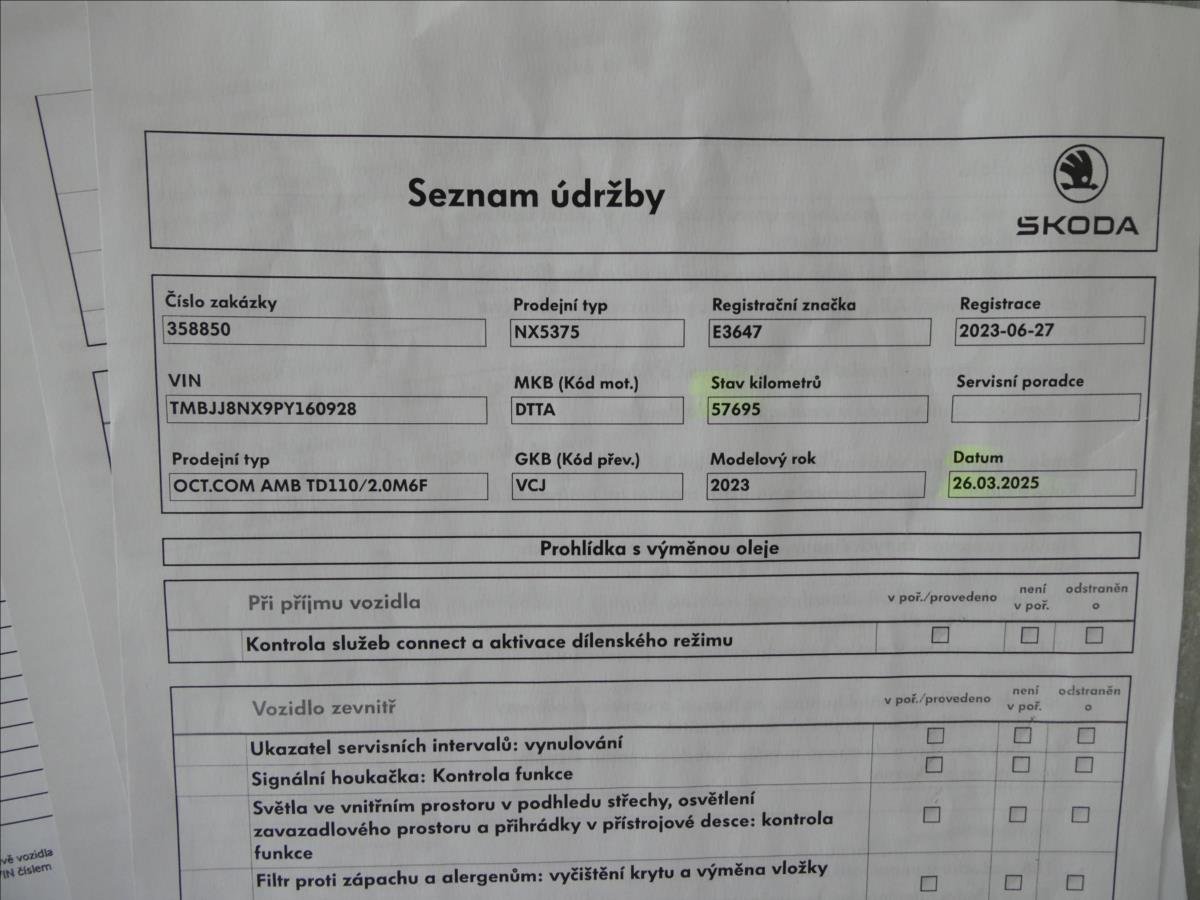 Seznam údržby
ŠKODA
Číslo zakázky
Prodejní typ
Registrační značka
Registrace
358850
NX5375
E3647
2023-06-27
VIN
MKB (Kód mot.)
Stav kilometrů
Servisní poradce
TMBJJ8NX9PY160928
DTTA
57695
Prodejní typ
GKB (Kód přev.)
Modelový rok
Datum
OCT.COM AMB TD110/2.0M6F
VCJ
2023
26.03.2025
Prohlídka s výměnou oleje
Při příjmu vozidla
v poř./provedeno
není
v poř.
odstraněn
o
Kontrola služeb connect a aktivace dílenského režimu
Vozidlo zevnitř
v poř./provedeno
není
v poř.
odstraněn
o
Ukazatel servisních intervalů: vynulování
Signální houkačka: Kontrola funkce
Světla ve vnitřním prostoru v podhledu střechy, osvětlení
zavazadlového prostoru a přihrádky v přístrojové desce: kontrola
funkce
Filtr proti zápachu a alergenům: vyčištění krytu a výměna vložky
vě vozidla
VIN číslem